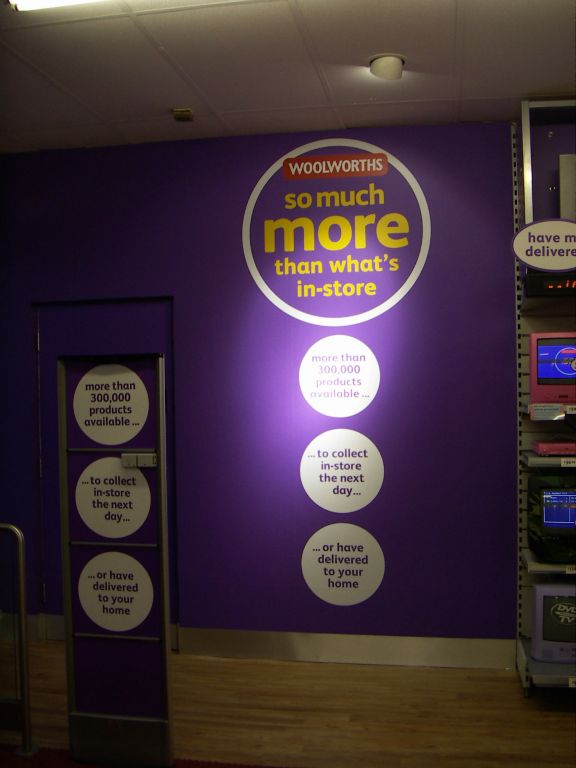 WOOLWORTHS
so much
more
than what's
in-store
more than
300,000
products
available ...
... to collect
in-store
the next
day...
... or have
delivered
to your
home
more than
300,000
products
available ...
... to collect
in-store
the next
day...
... or have
delivered
to your
home
have m
delivere
DVD
TV